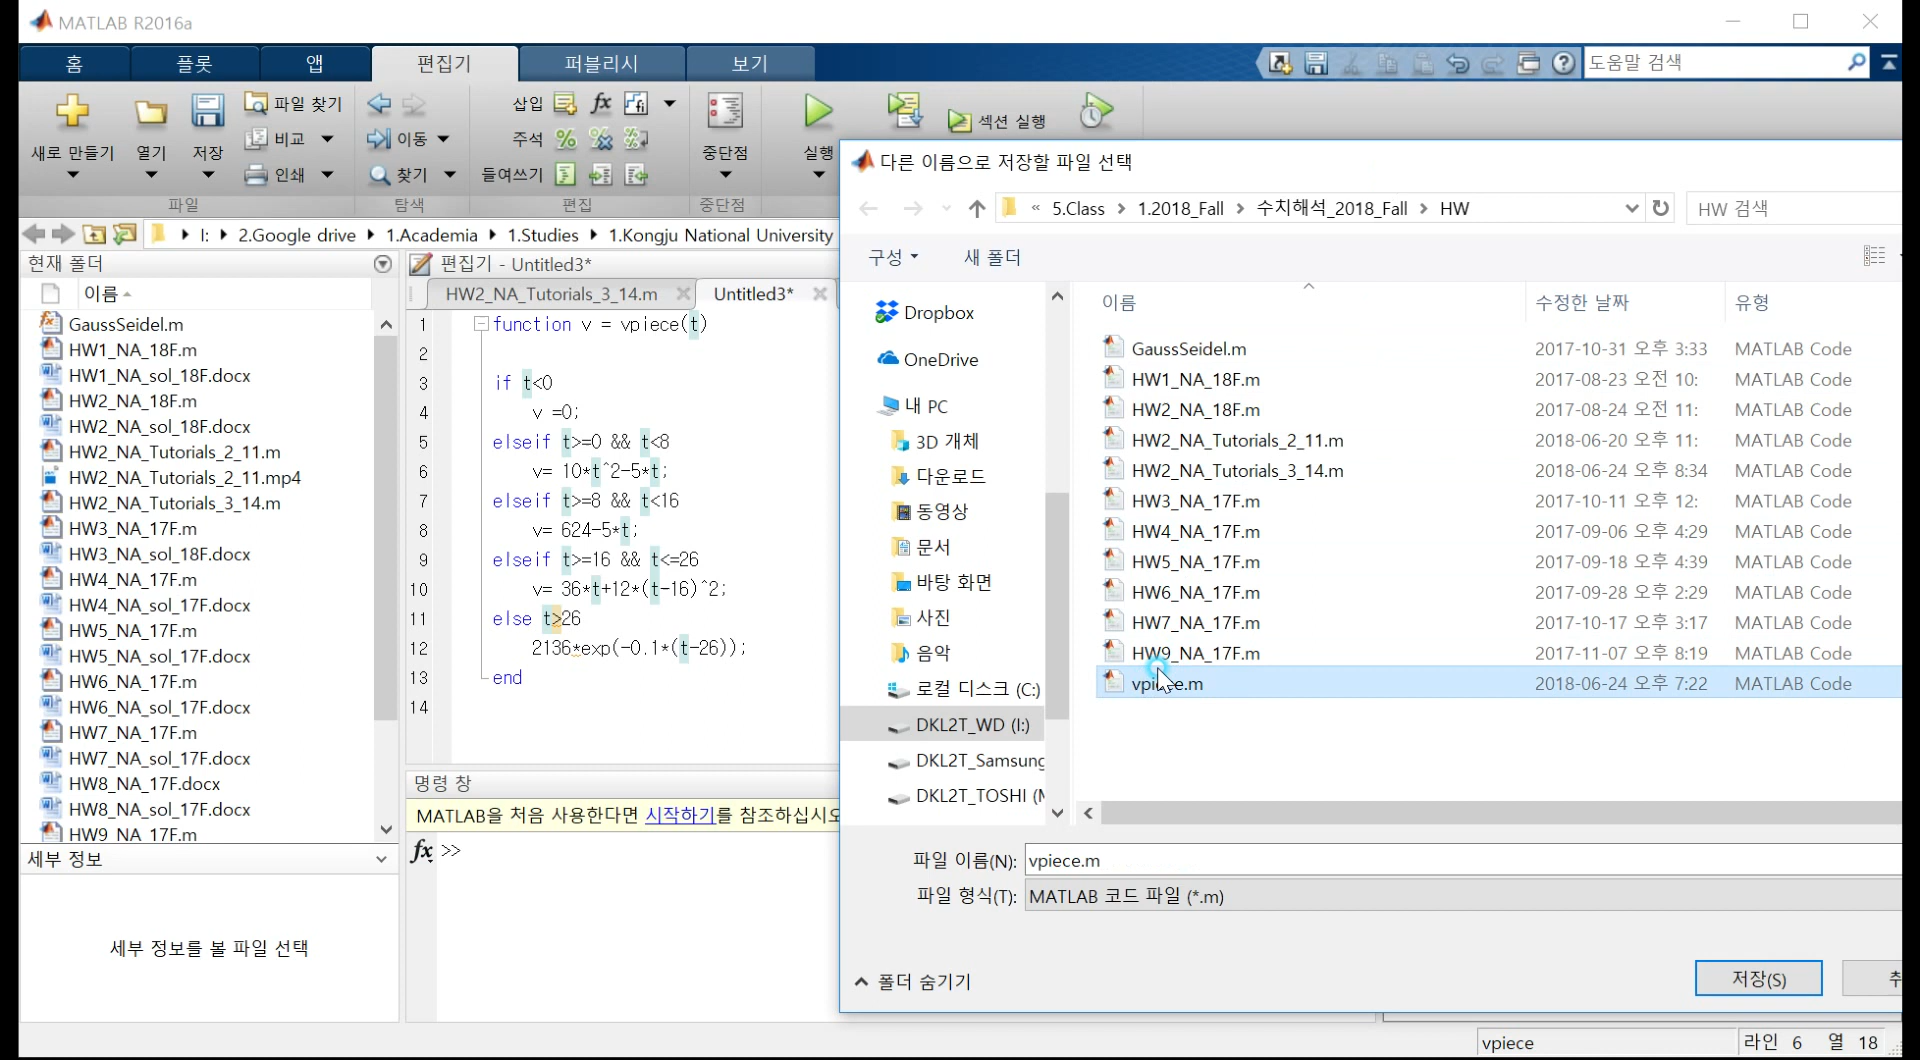 MATLAB R2016a
홈 플롯 앱 편집기 퍼블리시 보기
도움말 검색
새로 만들기 열기 저장
파일 찾기
비교
인쇄
이동
찾기
삽입 fx
주석
들여쓰기
중단점 실행
섹션 실행
파일 탐색 편집 중단점
I: 2.Google drive 1.Academia 1.Studies 1.Kongju National University
현재 폴더
이름
GaussSeidel.m
HW1_NA_18F.m
HW1_NA_sol_18F.docx
HW2_NA_18F.m
HW2_NA_sol_18F.docx
HW2_NA_Tutorials_2_11.m
HW2_NA_Tutorials_2_11.mp4
HW2_NA_Tutorials_3_14.m
HW3_NA_17F.m
HW3_NA_sol_18F.docx
HW4_NA_17F.m
HW4_NA_sol_17F.docx
HW5_NA_17F.m
HW5_NA_sol_17F.docx
HW6_NA_17F.m
HW6_NA_sol_17F.docx
HW7_NA_17F.m
HW7_NA_sol_17F.docx
HW8_NA_17F.docx
HW8_NA_sol_17F.docx
HW9_NA_17F.m
세부 정보
세부 정보를 볼 파일 선택
편집기 - Untitled3*
HW2_NA_Tutorials_3_14.m Untitled3*
1 function v = vpiece(t)
2
3 if t<0
4 v =0;
5 elseif t>=0 && t<8
6 v= 10*t^2-5*t;
7 elseif t>=8 && t<16
8 v= 624-5*t;
9 elseif t>=16 && t<=26
10 v= 36*t+12*(t-16)^2;
11 else t>26
12 2136*exp(-0.1*(t-26));
13 end
14
명령 창
MATLAB을 처음 사용한다면 시작하기를 참조하십시오
fx >>
다른 이름으로 저장할 파일 선택
« 5.Class > 1.2018_Fall > 수치해석_2018_Fall > HW
HW 검색
구성 새 폴더
Dropbox
OneDrive
내 PC
3D 개체
다운로드
동영상
문서
바탕 화면
사진
음악
로컬 디스크 (C:)
DKL2T_WD (I:)
DKL2T_Samsung
DKL2T_TOSHI
이름 수정한 날짜 유형
GaussSeidel.m 2017-10-31 오후 3:33 MATLAB Code
HW1_NA_18F.m 2017-08-23 오전 10: MATLAB Code
HW2_NA_18F.m 2017-08-24 오전 11: MATLAB Code
HW2_NA_Tutorials_2_11.m 2018-06-20 오후 11: MATLAB Code
HW2_NA_Tutorials_3_14.m 2018-06-24 오후 8:34 MATLAB Code
HW3_NA_17F.m 2017-10-11 오후 12: MATLAB Code
HW4_NA_17F.m 2017-09-06 오후 4:29 MATLAB Code
HW5_NA_17F.m 2017-09-18 오후 4:39 MATLAB Code
HW6_NA_17F.m 2017-09-28 오후 2:29 MATLAB Code
HW7_NA_17F.m 2017-10-17 오후 3:17 MATLAB Code
HW9_NA_17F.m 2017-11-07 오후 8:19 MATLAB Code
vpiece.m 2018-06-24 오후 7:22 MATLAB Code
파일 이름(N): vpiece.m
파일 형식(T): MATLAB 코드 파일 (*.m)
폴더 숨기기
저장(S)
vpiece 라인 6 열 18